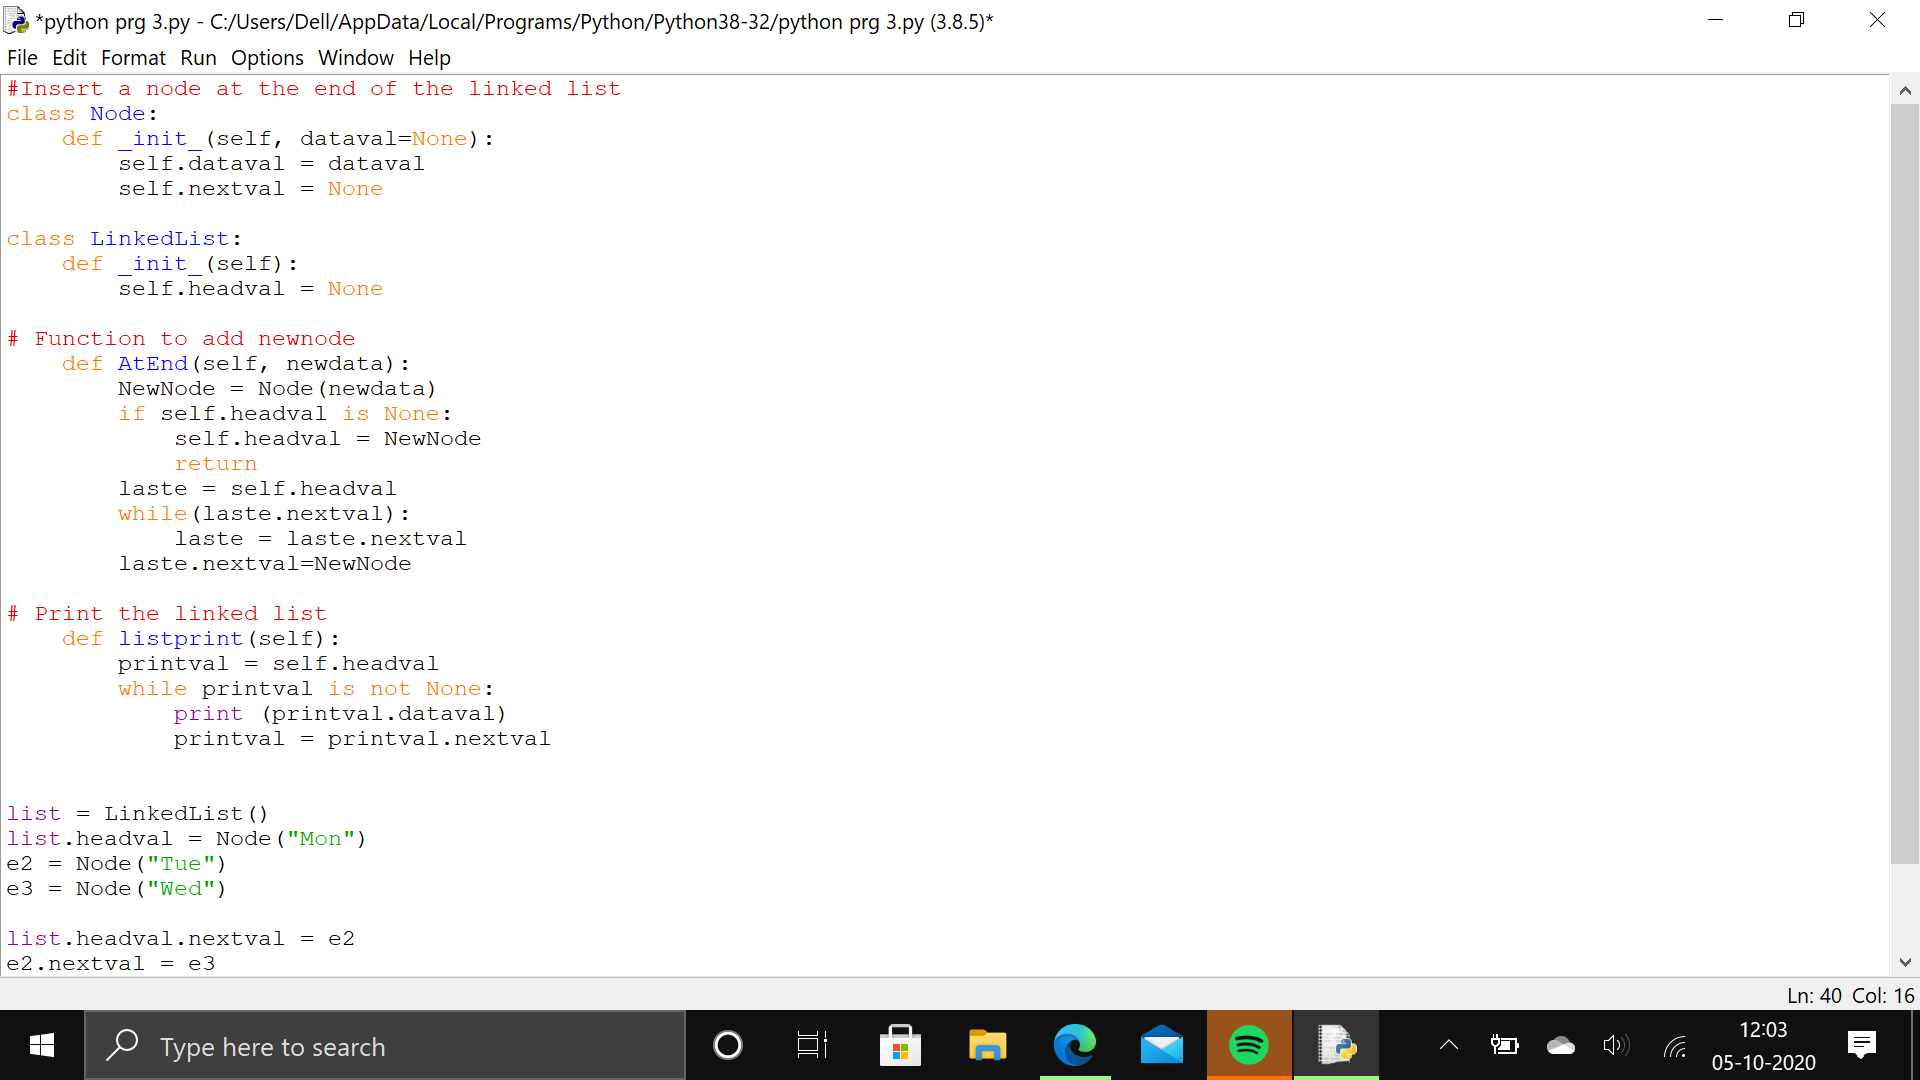 *python prg 3.py - C:/Users/Dell/AppData/Local/Programs/Python/Python38-32/python prg 3.py (3.8.5)*
File Edit Format Run Options Window Help
#Insert a node at the end of the linked list
class Node:
    def _init_(self, dataval=None):
        self.dataval = dataval
        self.nextval = None

class LinkedList:
    def _init_(self):
        self.headval = None

# Function to add newnode
    def AtEnd(self, newdata):
        NewNode = Node(newdata)
        if self.headval is None:
            self.headval = NewNode
            return
        laste = self.headval
        while(laste.nextval):
            laste = laste.nextval
        laste.nextval=NewNode

# Print the linked list
    def listprint(self):
        printval = self.headval
        while printval is not None:
            print (printval.dataval)
            printval = printval.nextval


list = LinkedList()
list.headval = Node("Mon")
e2 = Node("Tue")
e3 = Node("Wed")

list.headval.nextval = e2
e2.nextval = e3
Ln: 40 Col: 16
Type here to search
12:03
05-10-2020